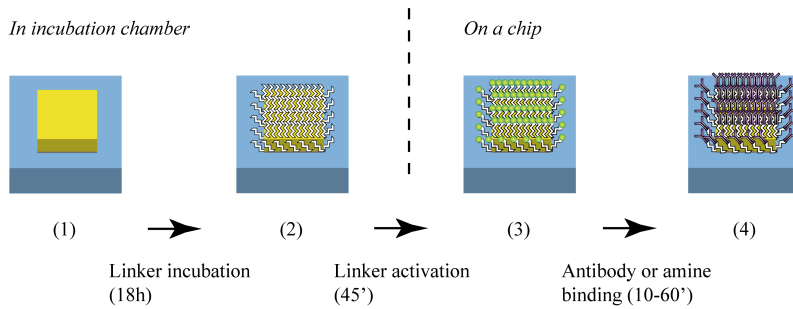 In incubation chamber
On a chip
(1)
(2)
(3)
(4)
Linker incubation
(18h)
Linker activation
(45’)
Antibody or amine
binding (10-60’)